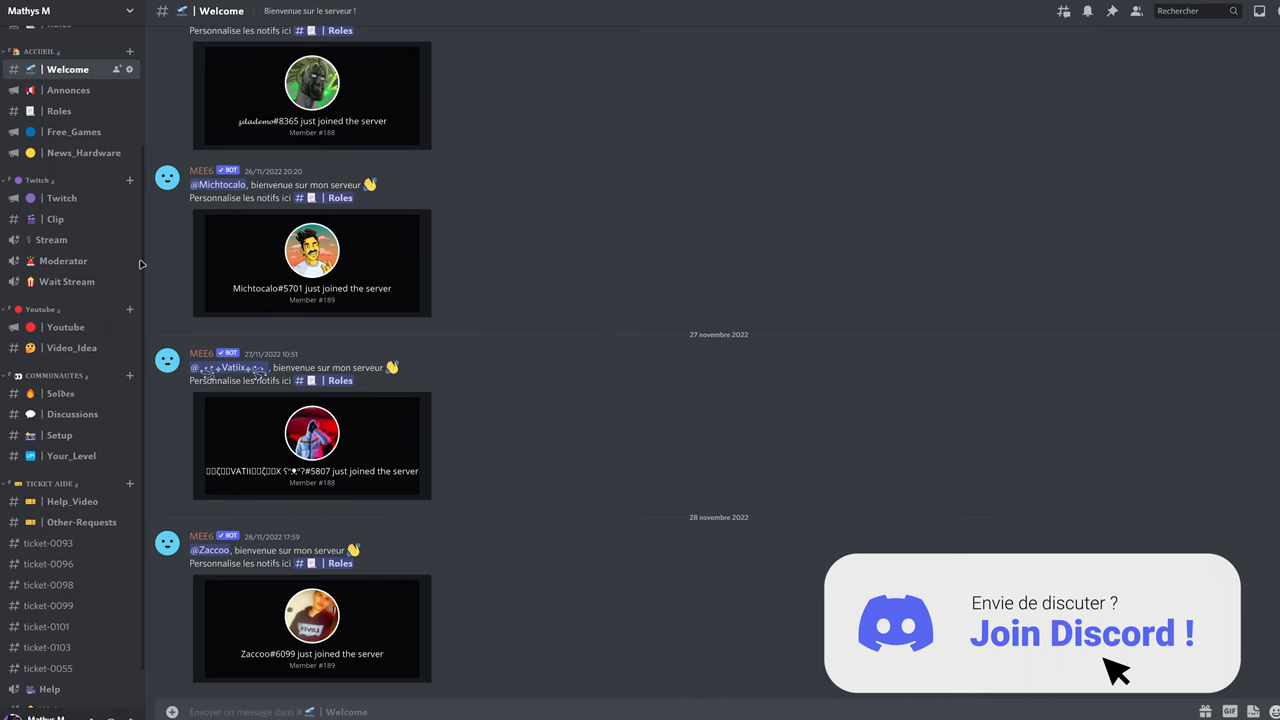 Mathys M
Roles
ACCUEIL
| Welcome
| Annonces
| Roles
| Free_Games
| News_Hardware
Twitch
| Twitch
| Clip
Stream
Moderator
Wait Stream
Youtube
| Youtube
| Video_Idea
COMMUNAUTES
| Soldes
| Discussions
| Setup
| Your_Level
TICKET AIDE
| Help_Video
| Other-Requests
ticket-0093
ticket-0096
ticket-0098
ticket-0099
ticket-0101
ticket-0103
ticket-0055
| Help
Mathys M
# | Welcome Bienvenue sur le serveur !
Rechercher
Personnalise les notifs ici # | Roles
𝓏𝒹𝒶𝒹𝑒𝓂𝑜#8365 just joined the server
Member #188
MEE6 ✓ BOT 26/11/2022 20:20
@Michtocalo, bienvenue sur mon serveur 👋
Personnalise les notifs ici # | Roles
Michtocalo#5701 just joined the server
Member #189
27 novembre 2022
MEE6 ✓ BOT 27/11/2022 10:51
Vatiix, bienvenue sur mon serveur 👋
Personnalise les notifs ici # | Roles
#5807 just joined the server
Member #188
28 novembre 2022
MEE6 ✓ BOT 28/11/2022 17:59
@Zaccoo, bienvenue sur mon serveur 👋
Personnalise les notifs ici # | Roles
Zaccoo#6099 just joined the server
Member #189
Envoyer un message dans # | Welcome
GIF
Envie de discuter ?
Join Discord !